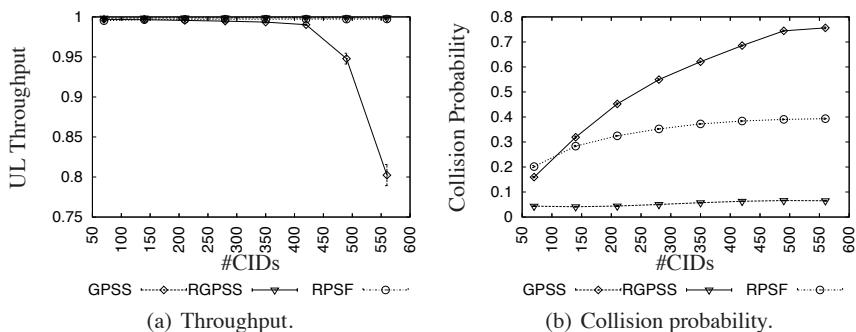 UL Throughput
1
0.95
0.9
0.85
0.8
0.75
50 100 150 200 250 300 350 400 450 500 550 600
#CIDs
GPSS RGPSS RPSF
(a) Throughput.
Collision Probability
0.8
0.7
0.6
0.5
0.4
0.3
0.2
0.1
0
50 100 150 200 250 300 350 400 450 500 550 600
#CIDs
GPSS RGPSS RPSF
(b) Collision probability.